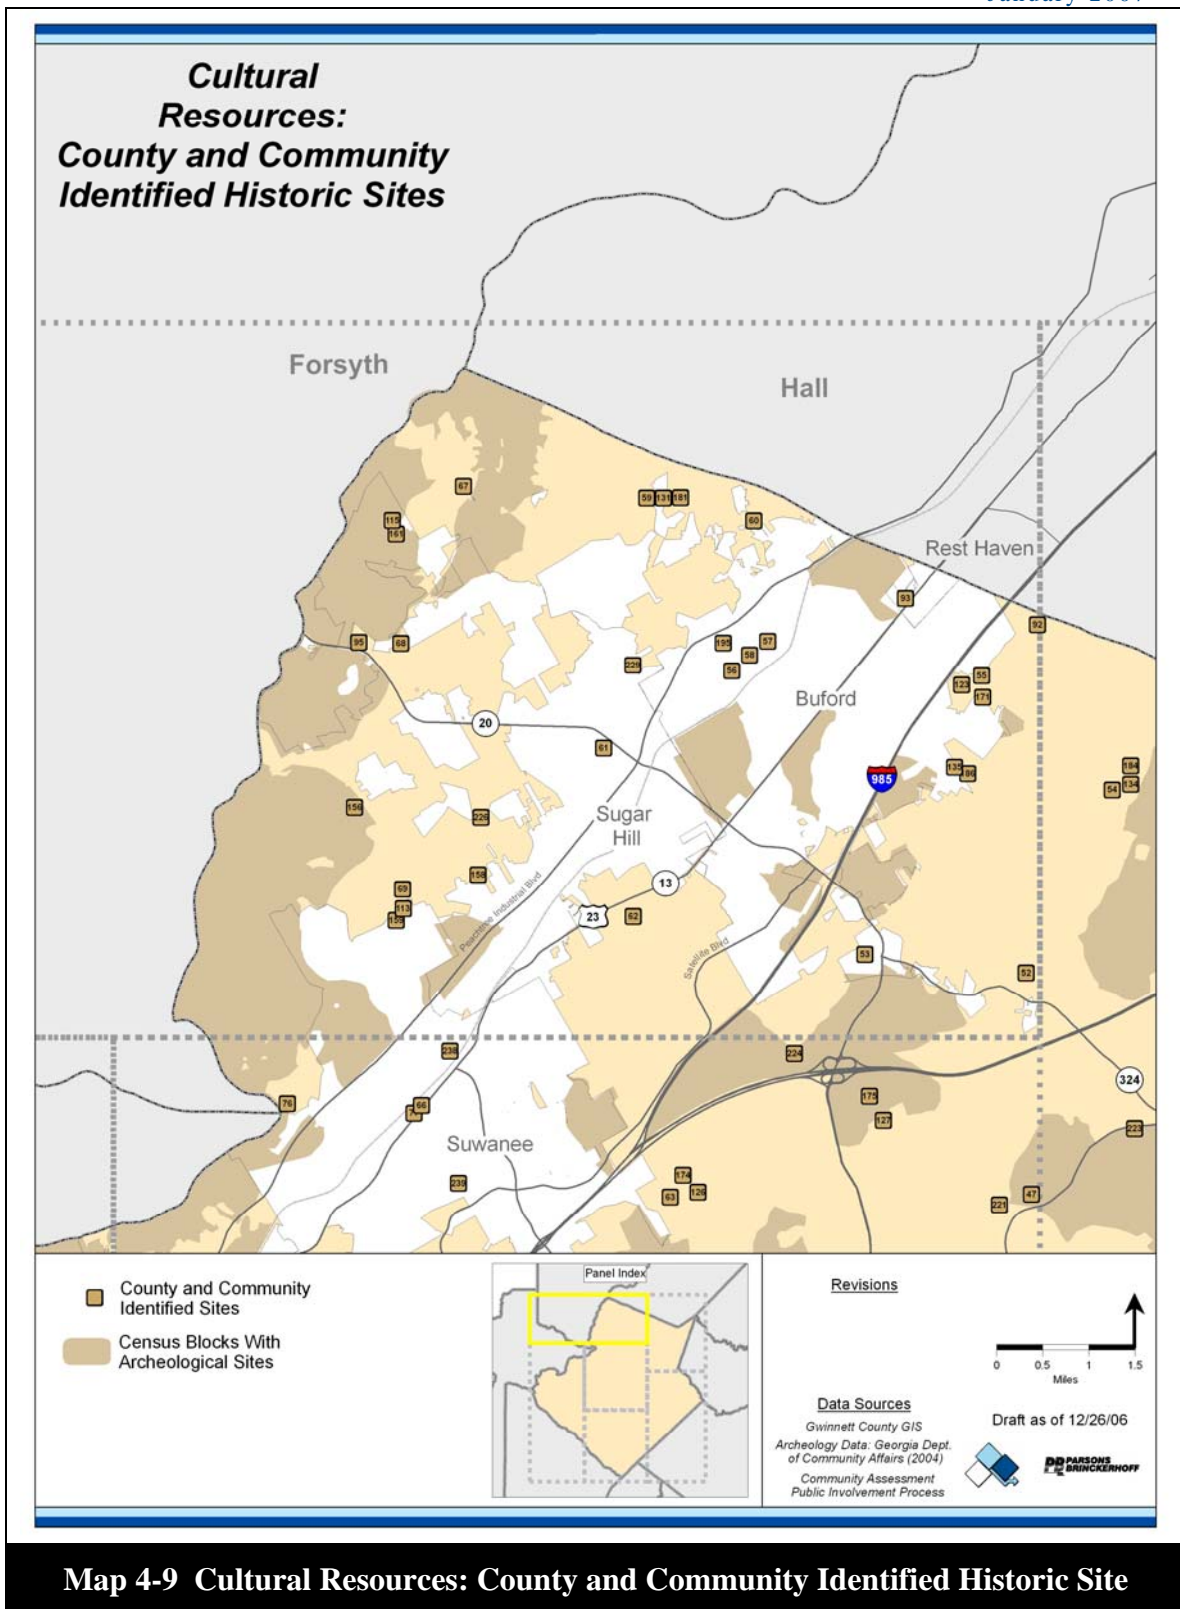 Cultural
Resources:
County and Community
Identified Historic Sites
Forsyth
Hall
67
59 131 181
115
60
161
Rest Haven
93
92
95
68
195
57
58
229
56
55
123
171
Buford
20
61
135
86
985
184
134
54
156
226
Sugar
Hill
158
69
113
159
Peachtree Industrial Blvd
13
23
62
Satellite Blvd
53
52
238
224
324
76
66
175
127
223
Suwanee
174
239
63
126
47
221
County and Community
Identified Sites
Census Blocks With
Archeological Sites
Panel Index
Revisions
0 0.5 1 1.5
Miles
Data Sources
Gwinnett County GIS
Archeology Data: Georgia Dept.
of Community Affairs (2004)
Community Assessment
Public Involvement Process
Draft as of 12/26/06
PB PARSONS
BRINCKERHOFF
Map 4-9 Cultural Resources: County and Community Identified Historic Site